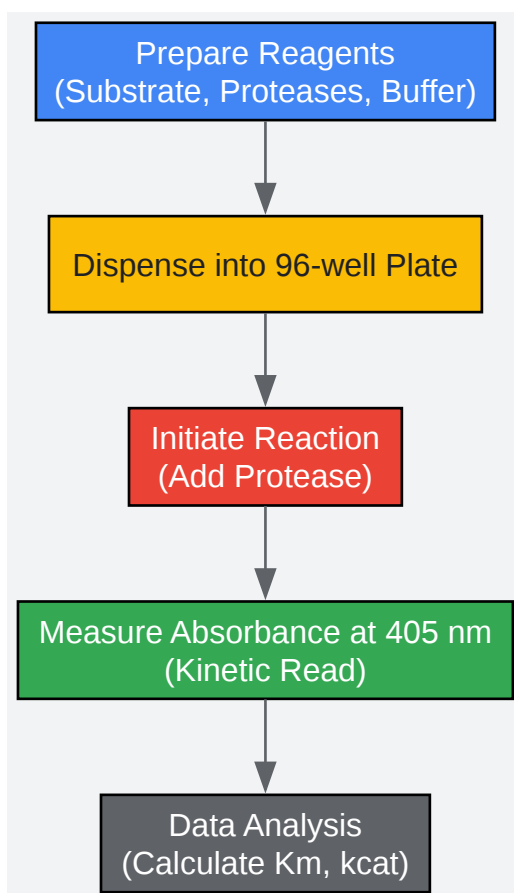 Prepare Reagents
(Substrate, Proteases, Buffer)
Dispense into 96-well Plate
Initiate Reaction
(Add Protease)
Measure Absorbance at 405 nm
(Kinetic Read)
Data Analysis
(Calculate Km, kcat)